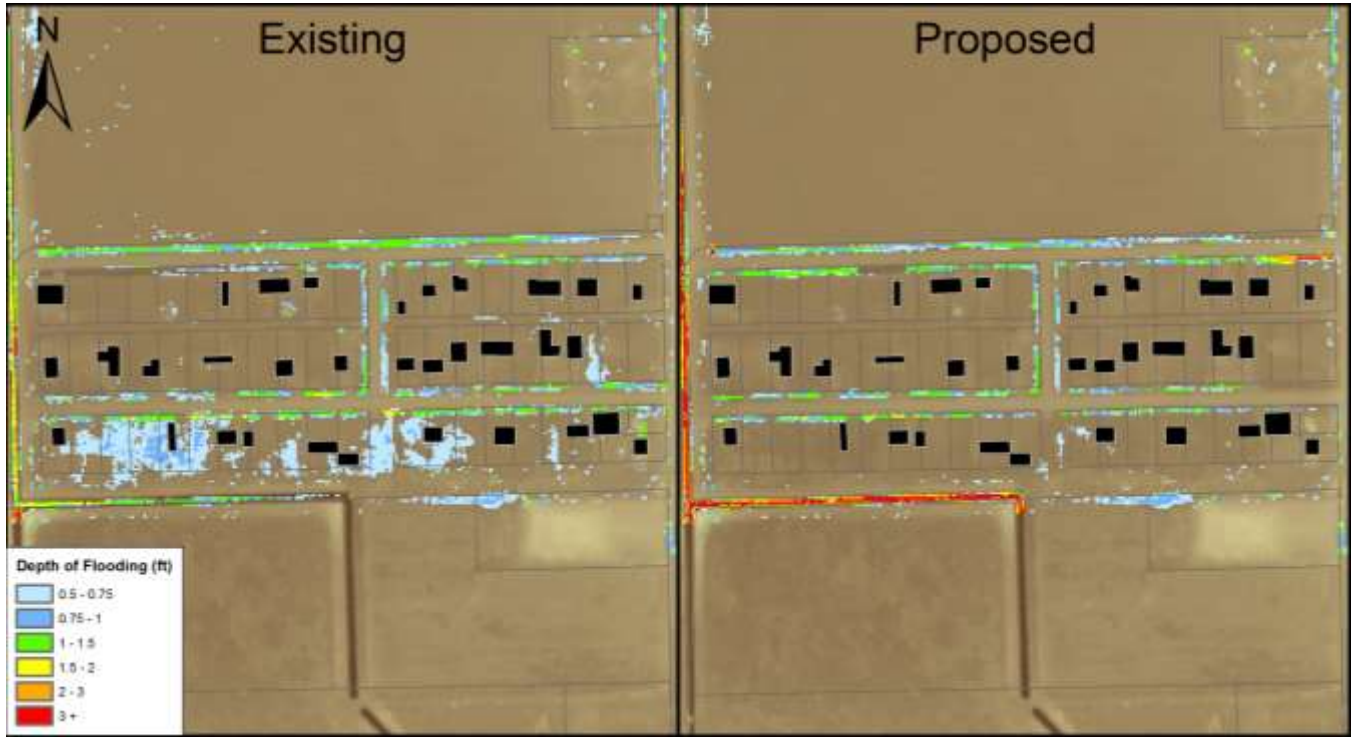 Existing
Proposed
N
Depth of Flooding (ft)
0.5 - 0.75
0.75 - 1
1 - 1.5
1.5 - 2
2 - 3
3 +